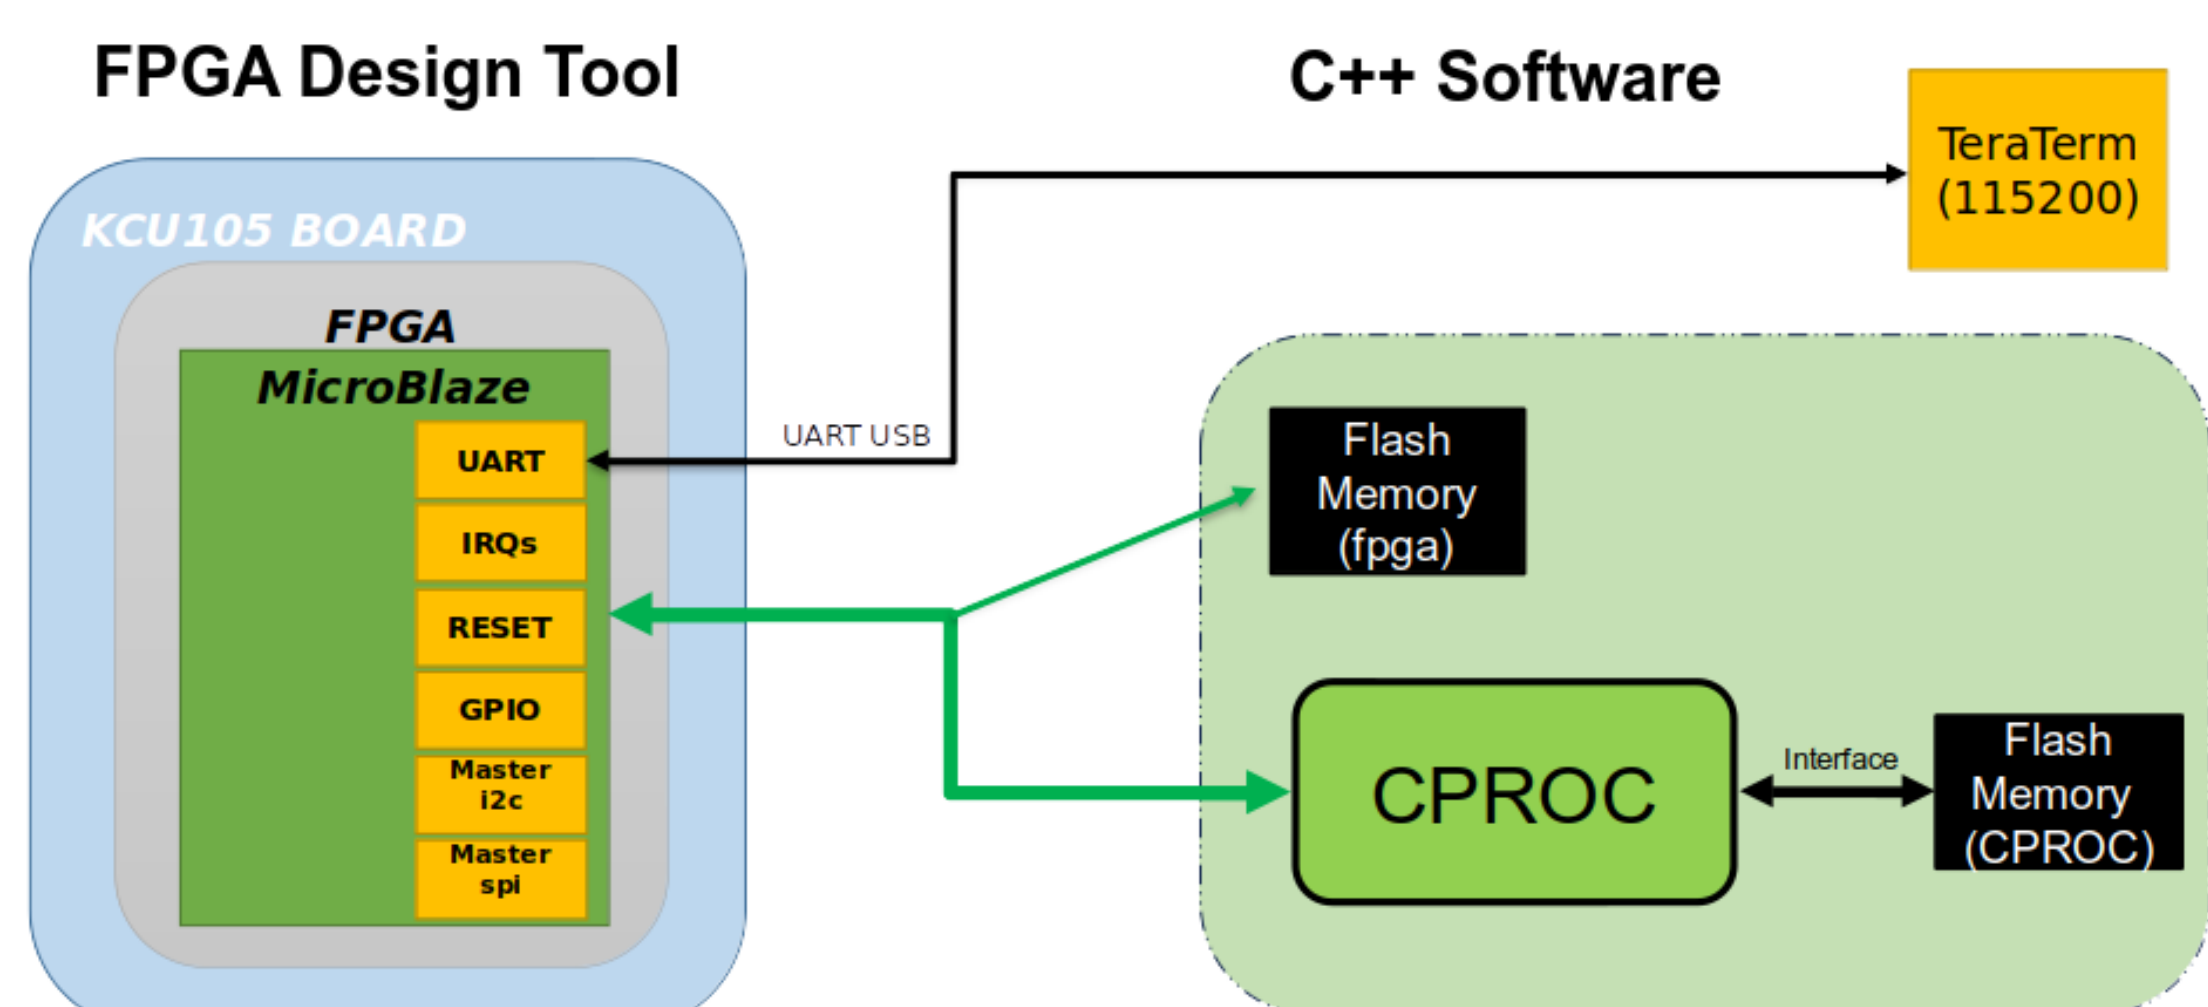 FPGA Design Tool
C++ Software
TeraTerm
(115200)
KCU105 BOARD
FPGA
MicroBlaze
UART
IRQs
RESET
GPIO
Master
i2c
Master
spi
UART USB
Flash
Memory
(fpga)
CPROC
Interface
Flash
Memory
(CPROC)